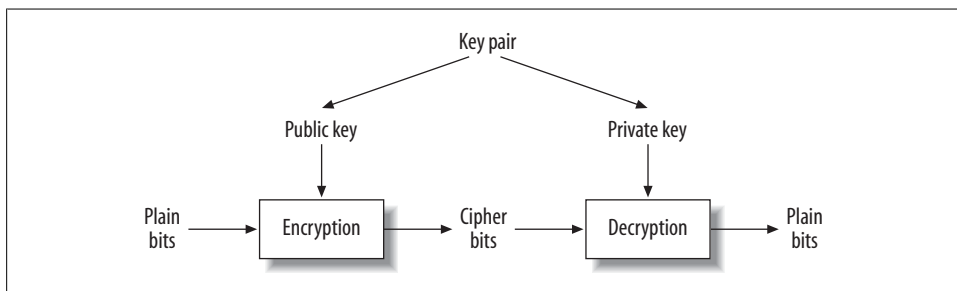 Key pair
Public key
Private key
Plain
bits
Encryption
Cipher
bits
Decryption
Plain
bits